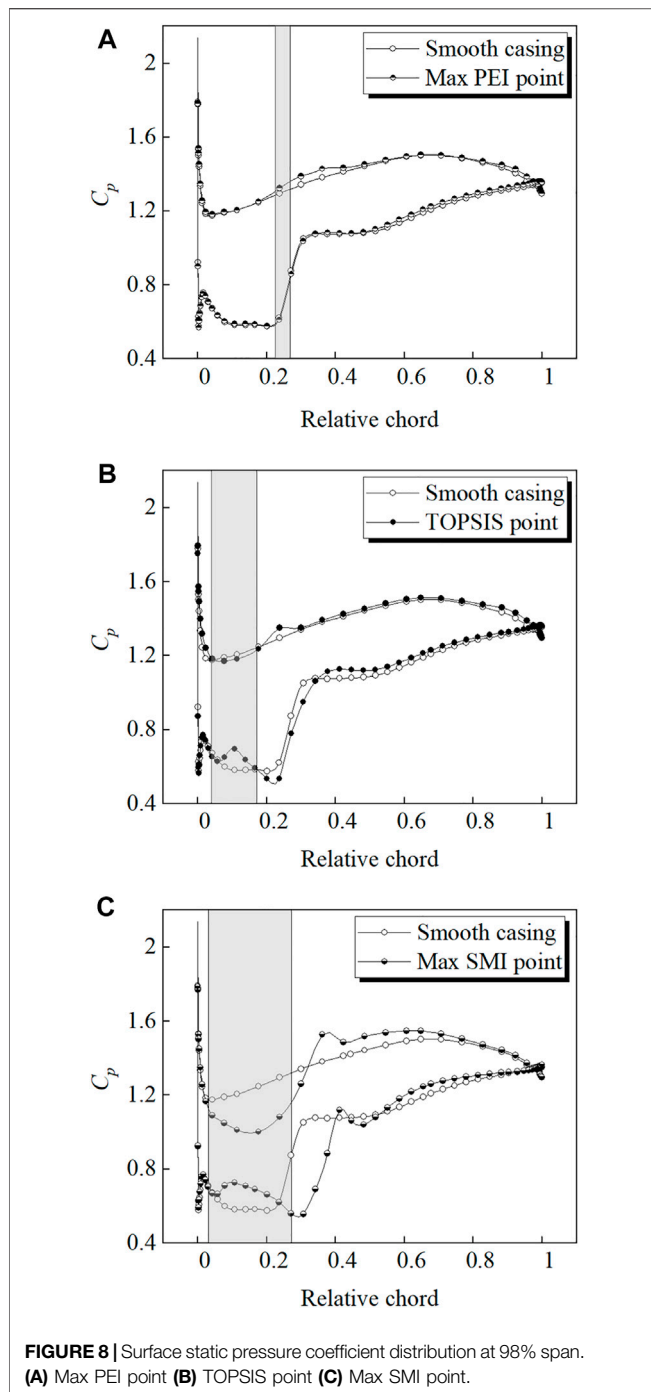 A
Smooth casing
Max PEI point
2
1.6
1.2
0.8
0.4
Cp
0 0.2 0.4 0.6 0.8 1
Relative chord
B
Smooth casing
TOPSIS point
2
1.6
1.2
0.8
0.4
Cp
0 0.2 0.4 0.6 0.8 1
Relative chord
C
Smooth casing
Max SMI point
2
1.6
1.2
0.8
0.4
Cp
0 0.2 0.4 0.6 0.8 1
Relative chord
FIGURE 8 | Surface static pressure coefficient distribution at 98% span.
(A) Max PEI point (B) TOPSIS point (C) Max SMI point.